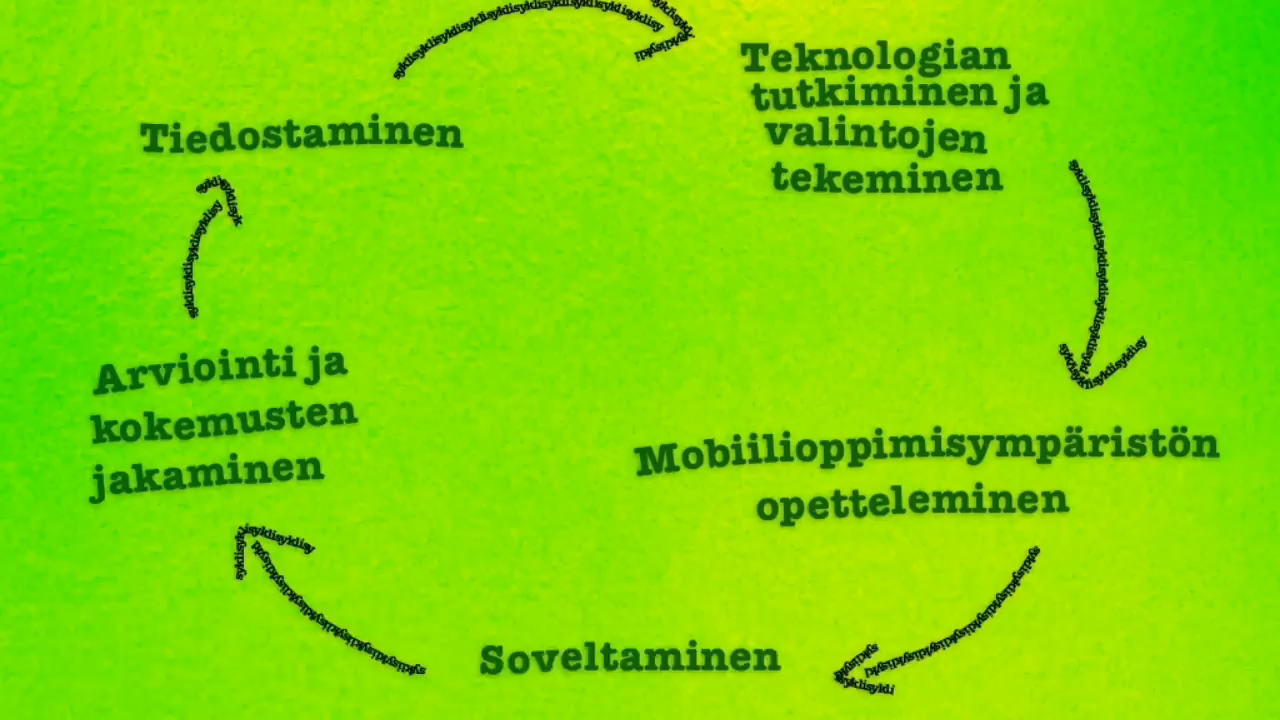 Tiedostaminen
Teknologian
tutkiminen ja
valintojen
tekeminen
Mobiilioppimisympäristön
opetteleminen
Soveltaminen
Arviointi ja
kokemusten
jakaminen